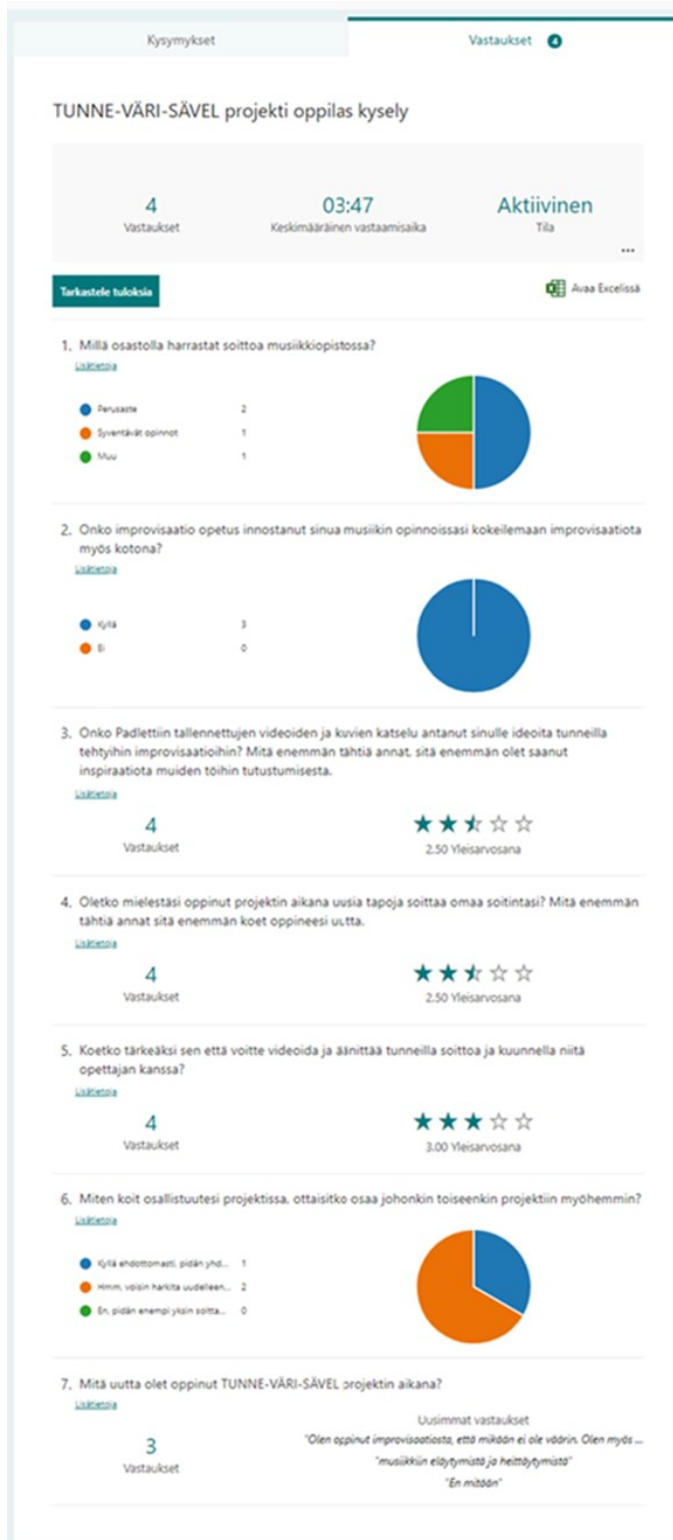 Kysymykset
Vastaukset 4
TUNNE-VÄRI-SÄVEL projekti oppilas kysely
4 03:47 Aktiivinen
Vastaukset Keskimääräinen vastaamisaika Tila
...
Tarkastele tuloksia Avaa Excelissä
1. Millä osastolla harrastat soittoa musiikkiopistossa?
Lisätietoja
Perusaste 2
Syventävät opinnot 1
Muu 1
2. Onko improvisaatio opetus innostanut sinua musiikin opinnoissasi kokeilemaan improvisaatiota
myös kotona?
Lisätietoja
Kyllä 3
Ei 0
3. Onko Padlettiin tallennettujen videoiden ja kuvien katselu antanut sinulle ideoita tunneilla
tehtyihin improvisaatioihin? Mitä enemmän tähtiä annat, sitä enemmän olet saanut
inspiraatiota muiden töihin tutustumisesta.
Lisätietoja
4
Vastaukset 2.50 Yleisarvosana
4. Oletko mielestäsi oppinut projektin aikana uusia tapoja soittaa omaa soitintasi? Mitä enemmän
tähtiä annat sitä enemmän koet oppineesi uutta.
Lisätietoja
4
Vastaukset 2.50 Yleisarvosana
5. Koetko tärkeäksi sen että voitte videoida ja äänittää tunneilla soittoa ja kuunnella niitä
opettajan kanssa?
Lisätietoja
4
Vastaukset 3.00 Yleisarvosana
6. Miten koit osallistuutesi projektissa, ottaisitko osaa johonkin toiseenkin projektiin myöhemmin?
Lisätietoja
Kyllä ehdottomasti, pidän yhd... 1
Hmm, voisin harkita uudelleen... 2
En, pidän enempi yksin soitta... 0
7. Mitä uutta olet oppinut TUNNE-VÄRI-SÄVEL projektin aikana?
Lisätietoja
3
Vastaukset
Uusimmat vastaukset
"Olen oppinut improvisaatiosta, että mikään ei ole väärin. Olen myös ...
"musiikkiin eläytymistä ja heittäytymistä"
"En mitään"